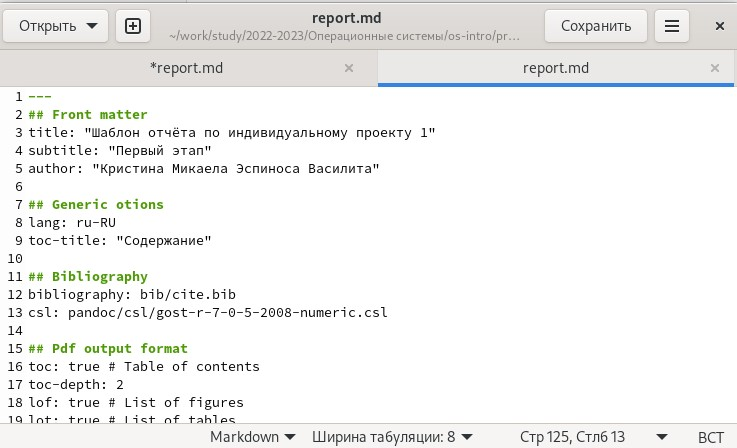 report.md
Открыть
~/work/study/2022-2023/Операционные системы/os-intro/pr…
Сохранить
*report.md
report.md
1 ---
2 ## Front matter
3 title: "Шаблон отчёта по индивидуальному проекту 1"
4 subtitle: "Первый этап"
5 author: "Кристина Микаела Эспиноса Василита"
6
7 ## Generic otions
8 lang: ru-RU
9 toc-title: "Содержание"
10
11 ## Bibliography
12 bibliography: bib/cite.bib
13 csl: pandoc/csl/gost-r-7-0-5-2008-numeric.csl
14
15 ## Pdf output format
16 toc: true # Table of contents
17 toc-depth: 2
18 lof: true # List of figures
19 lot: true # List of tables
Markdown Ширина табуляции: 8 Стр 125, Стлб 13 ВСТ